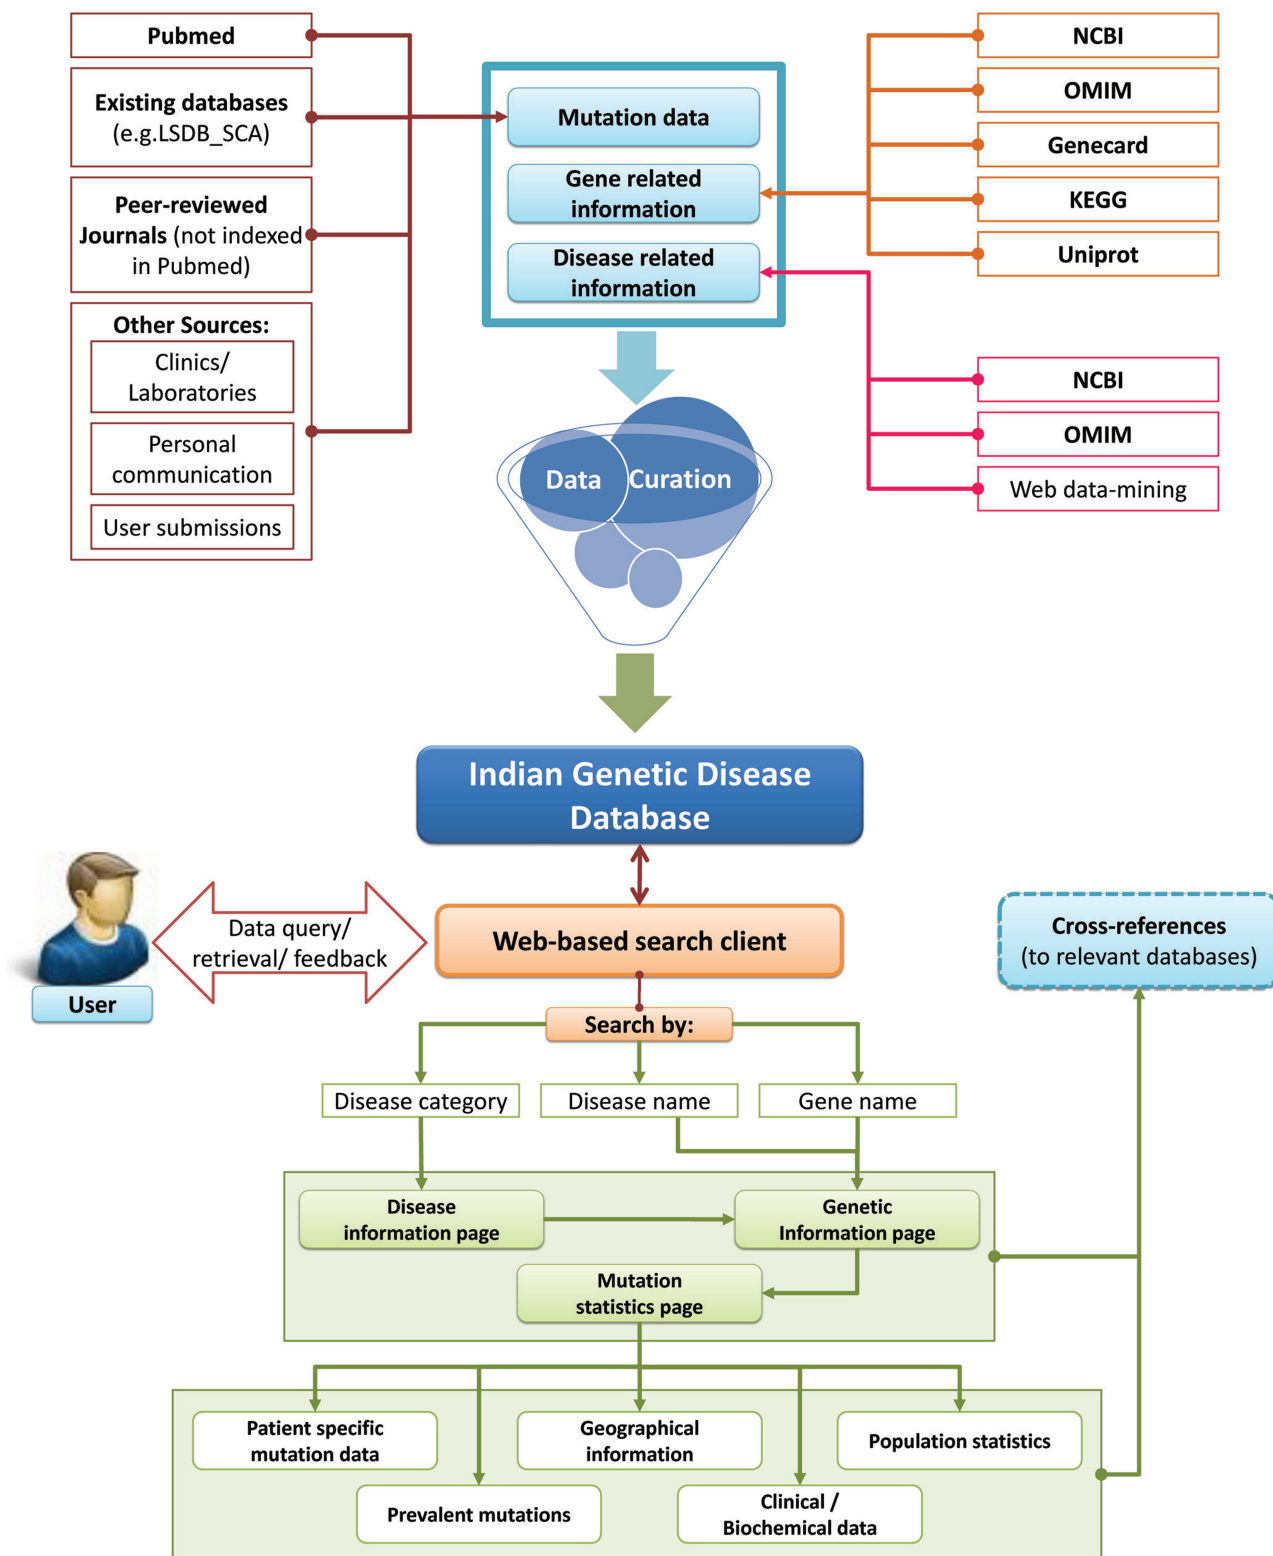 Pubmed
Existing databases
(e.g.LSDB_SCA)
Peer-reviewed
Journals (not indexed
in Pubmed)
Other Sources:
Clinics/
Laboratories
Personal
communication
User submissions
Mutation data
Gene related
information
Disease related
information
NCBI
OMIM
Genecard
KEGG
Uniprot
NCBI
OMIM
Web data-mining
Data
Curation
Indian Genetic Disease
Database
User
Data query/
retrieval/ feedback
Web-based search client
Cross-references
(to relevant databases)
Search by:
Disease category
Disease name
Gene name
Disease
information page
Genetic
Information page
Mutation
statistics page
Patient specific
mutation data
Geographical
information
Population statistics
Prevalent mutations
Clinical /
Biochemical data